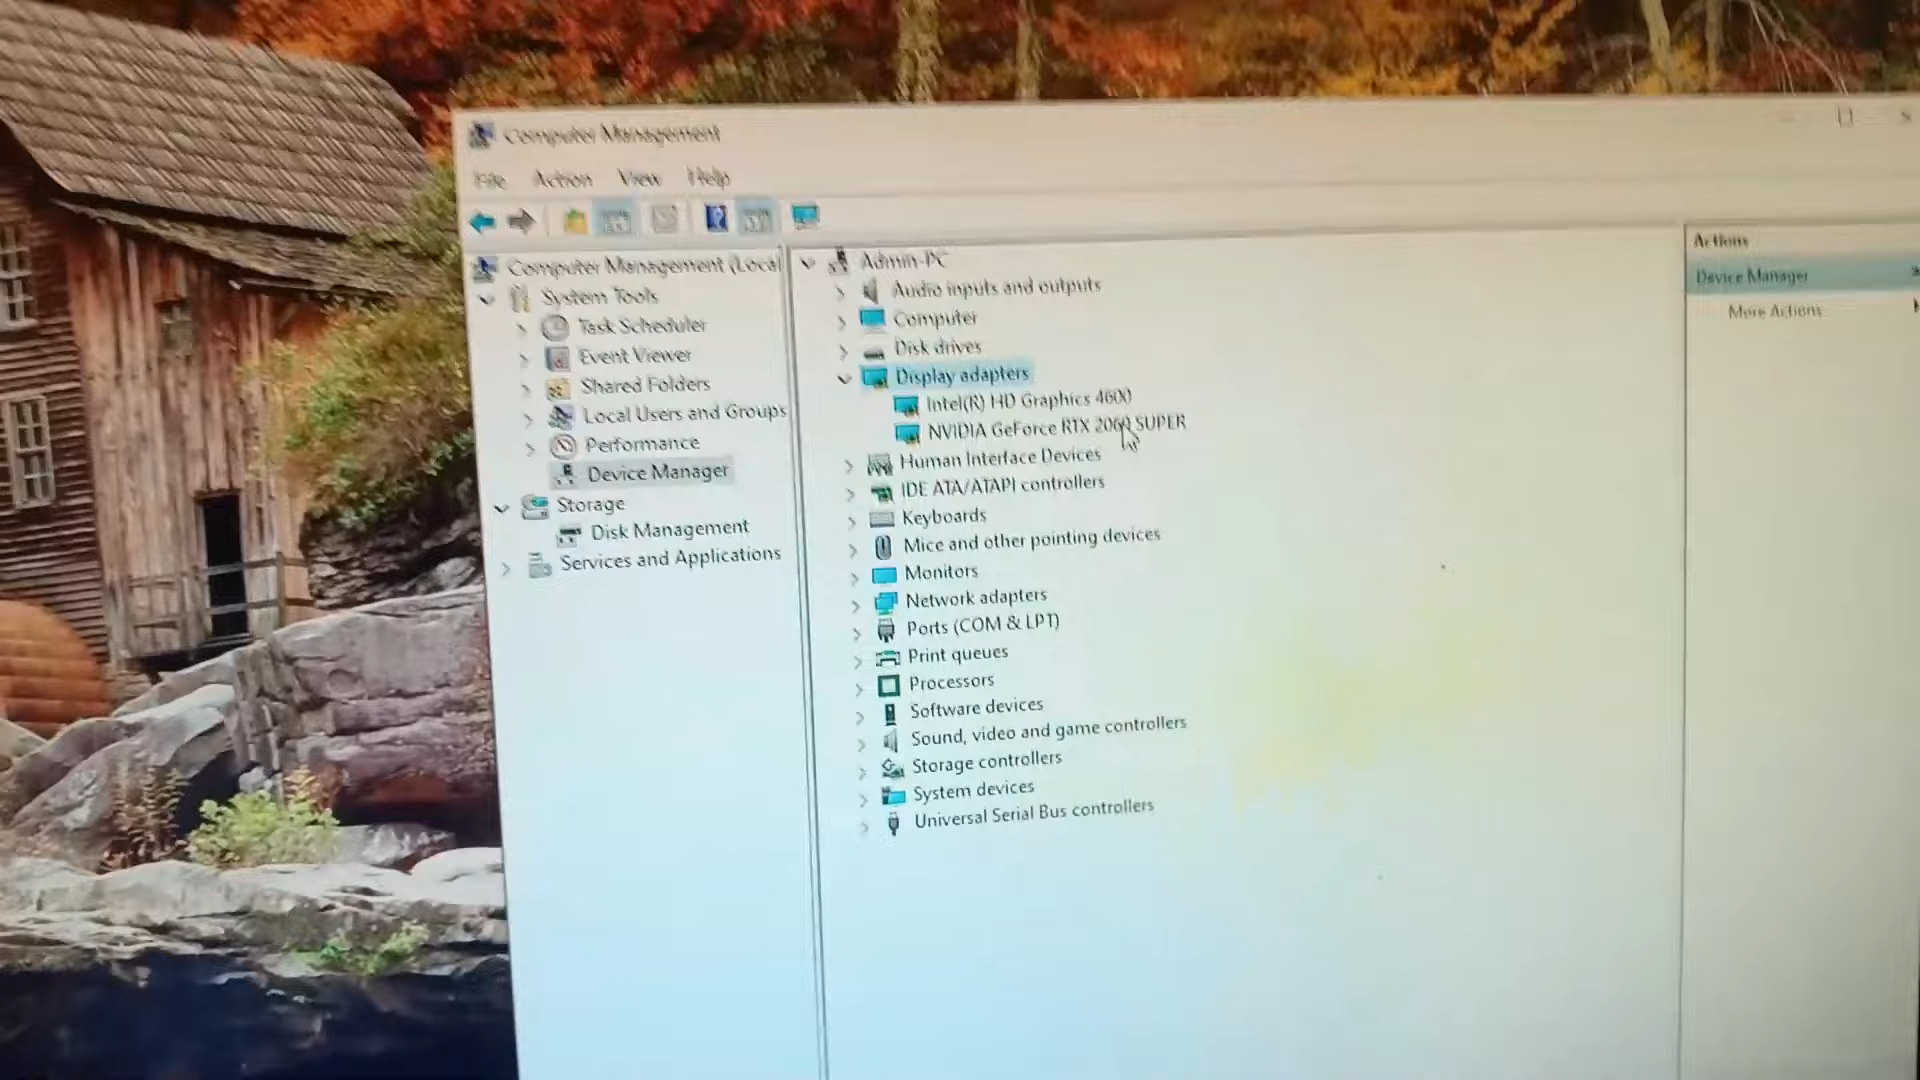 Computer Management
File Action View Help
Computer Management (Local
System Tools
Task Scheduler
Event Viewer
Shared Folders
Local Users and Groups
Performance
Device Manager
Storage
Disk Management
Services and Applications
Admin-PC
Audio inputs and outputs
Computer
Disk drives
Display adapters
Intel(R) HD Graphics 4600
NVIDIA GeForce RTX 2060 SUPER
Human Interface Devices
IDE ATA/ATAPI controllers
Keyboards
Mice and other pointing devices
Monitors
Network adapters
Ports (COM & LPT)
Print queues
Processors
Software devices
Sound, video and game controllers
Storage controllers
System devices
Universal Serial Bus controllers
Actions
Device Manager
More Actions